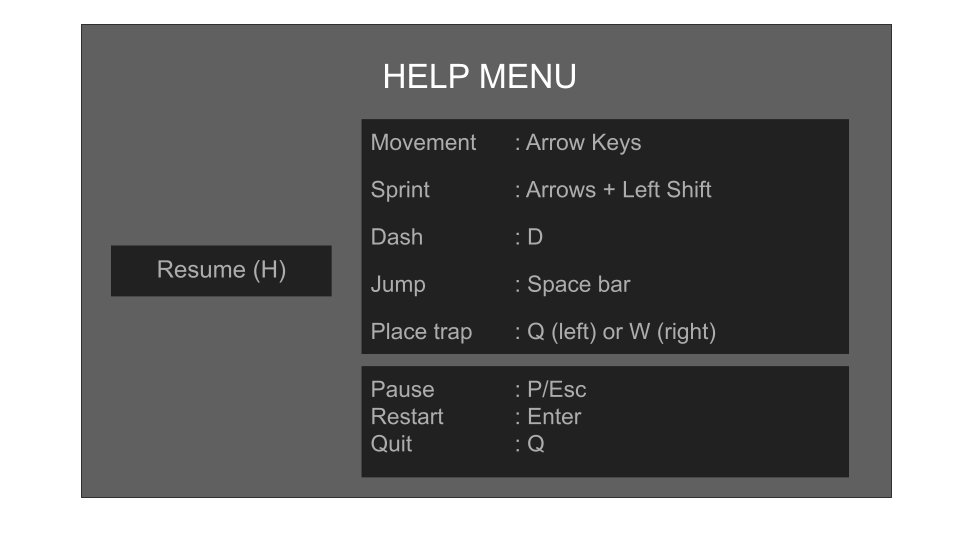 HELP MENU
Resume (H)
Movement : Arrow Keys
Sprint : Arrows + Left Shift
Dash : D
Jump : Space bar
Place trap : Q (left) or W (right)
Pause : P/Esc
Restart : Enter
Quit : Q